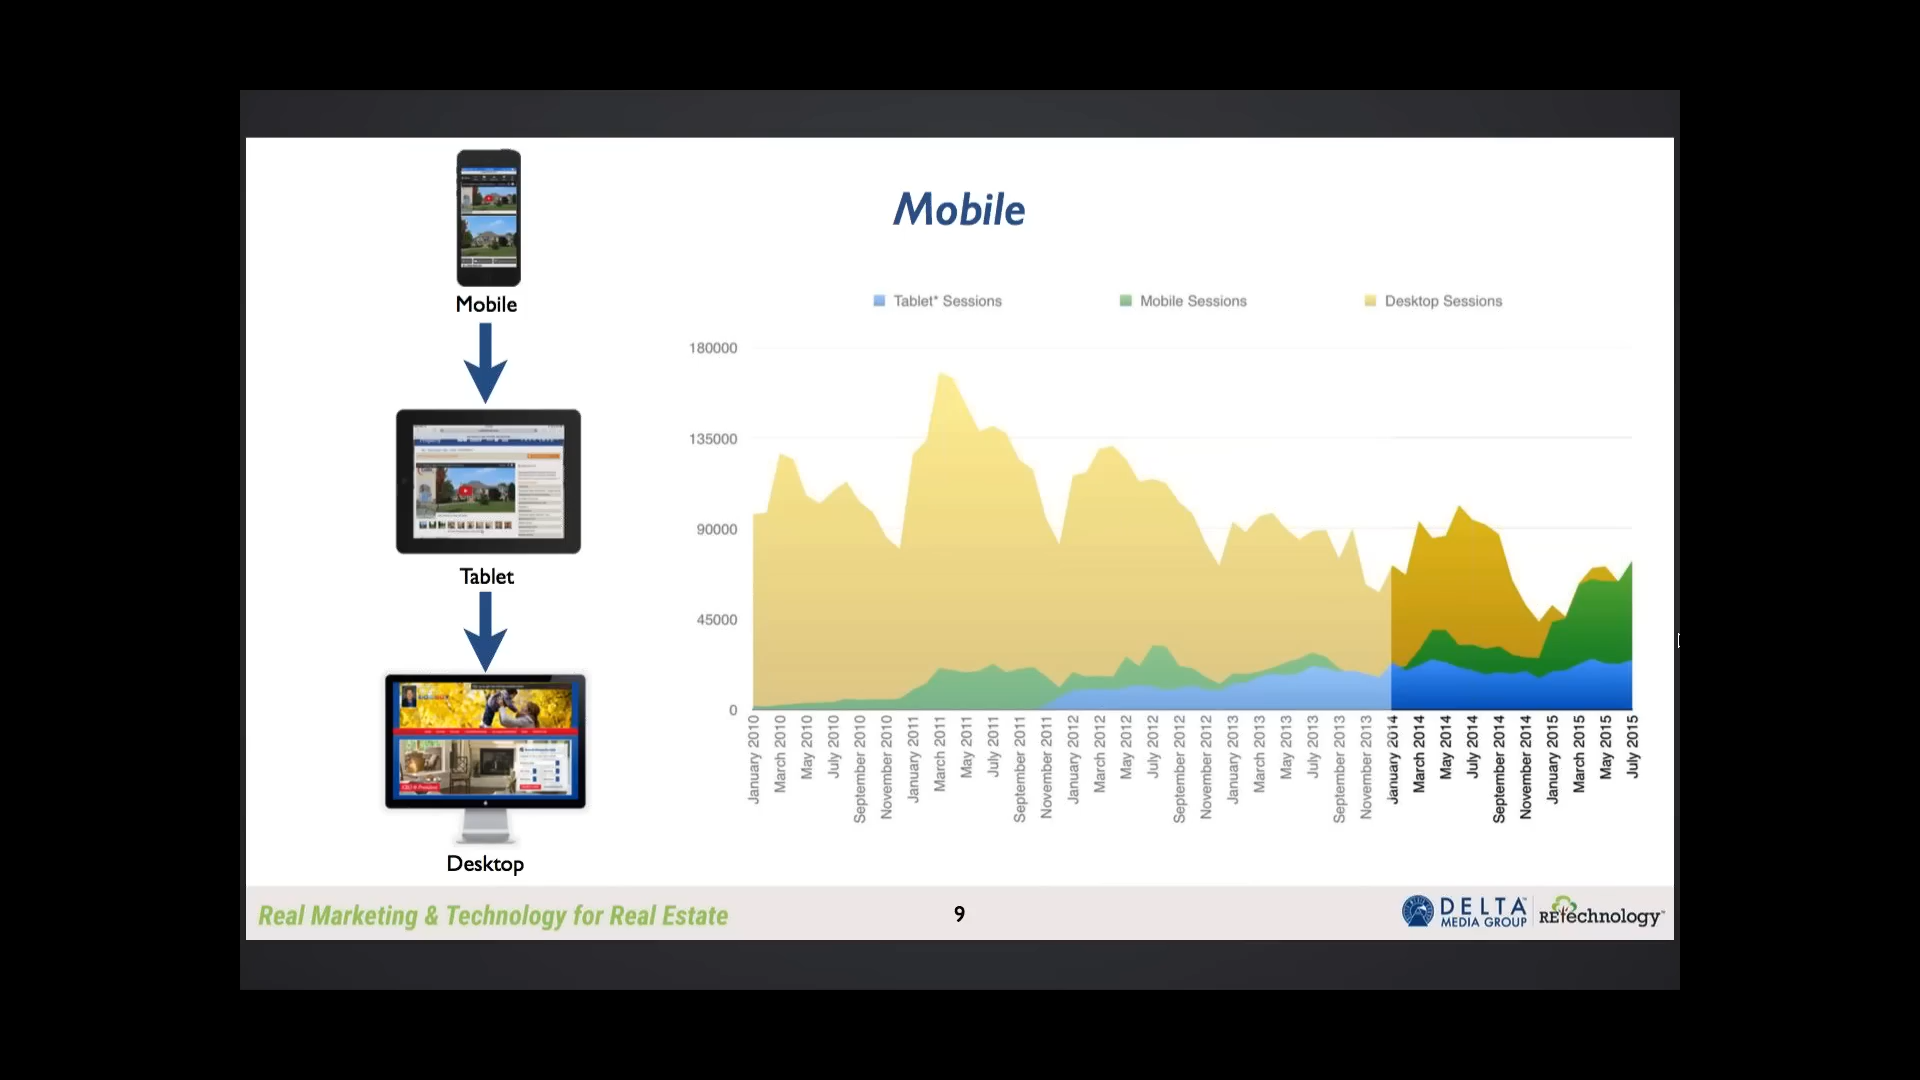 Mobile
Mobile
Tablet
Desktop
Tablet* Sessions
Mobile Sessions
Desktop Sessions
180000
135000
90000
45000
0
January 2010
March 2010
May 2010
July 2010
September 2010
November 2010
January 2011
March 2011
May 2011
July 2011
September 2011
November 2011
January 2012
March 2012
May 2012
July 2012
September 2012
November 2012
January 2013
March 2013
May 2013
July 2013
September 2013
November 2013
January 2014
March 2014
May 2014
July 2014
September 2014
November 2014
January 2015
March 2015
May 2015
July 2015
Real Marketing & Technology for Real Estate
9
DELTA
MEDIA GROUP
RETechnology